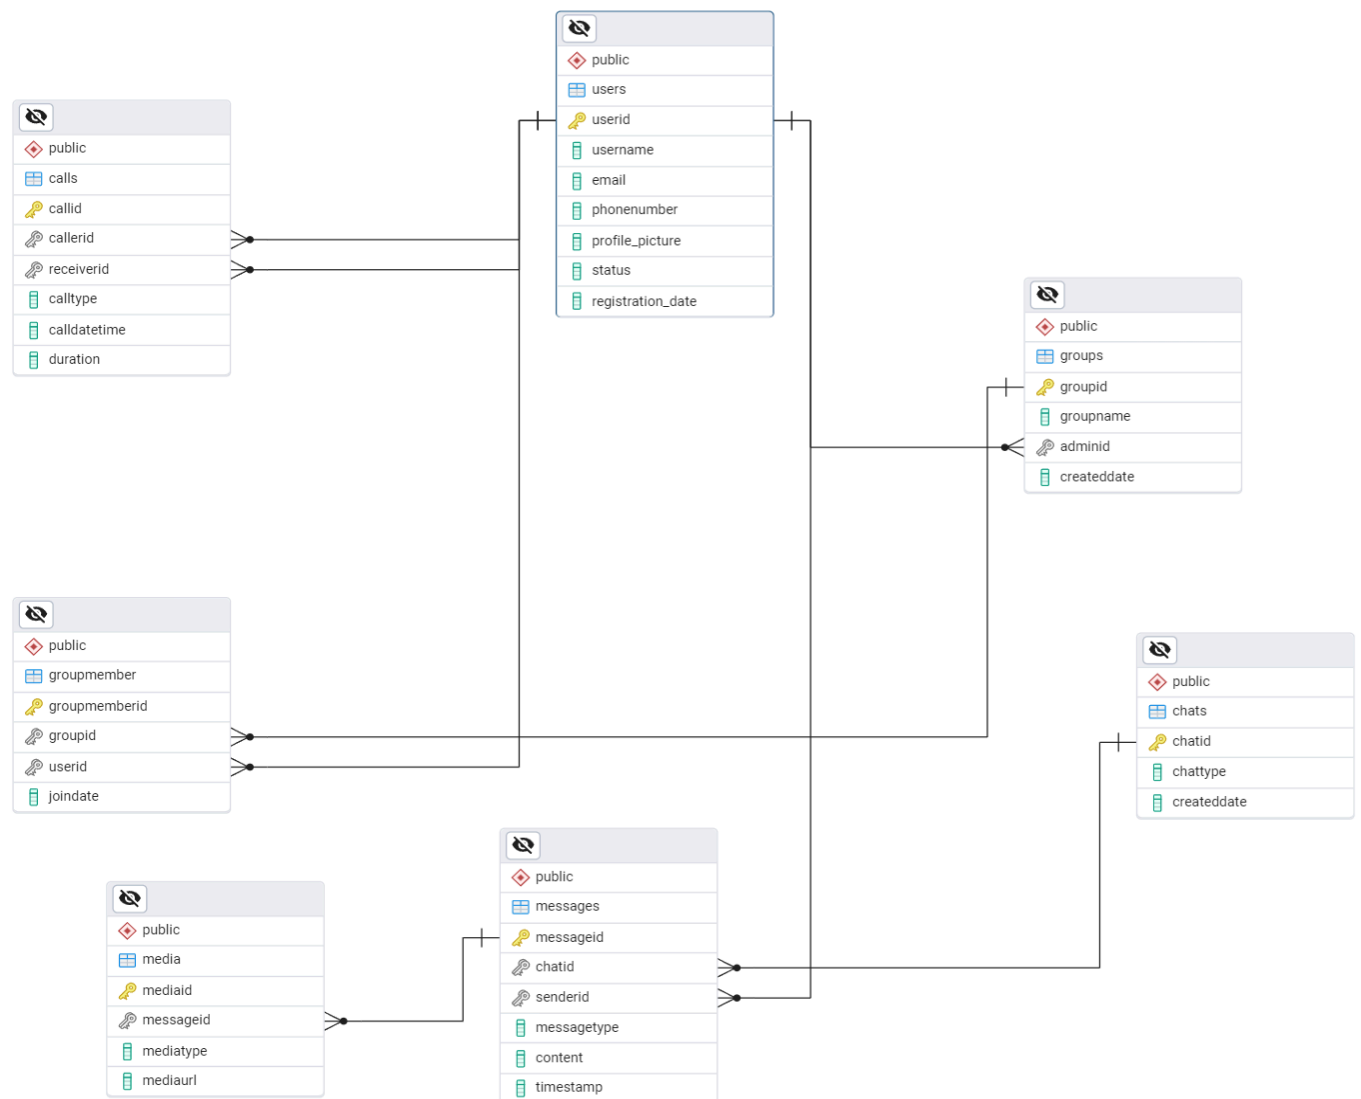 public
users
userid
username
email
phonenumber
profile_picture
status
registration_date
public
calls
callid
callerid
receiverid
calltype
calldatetime
duration
public
groups
groupid
groupname
adminid
createddate
public
groupmember
groupmemberid
groupid
userid
joindate
public
chats
chatid
chattype
createddate
public
messages
messageid
chatid
senderid
messagetype
content
timestamp
public
media
mediaid
messageid
mediatype
mediaurl